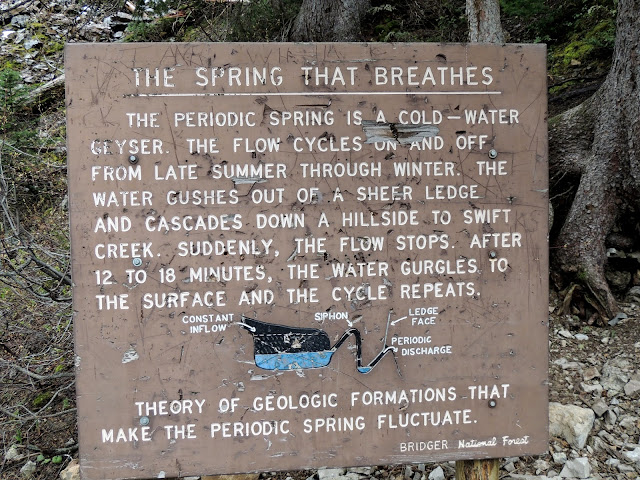 THE SPRING THAT BREATHES
THE PERIODIC SPRING IS A COLD-WATER
GEYSER. THE FLOW CYCLES ON AND OFF
FROM LATE SUMMER THROUGH WINTER. THE
WATER GUSHES OUT OF A SHEER LEDGE
AND CASCADES DOWN A HILLSIDE TO SWIFT
CREEK. SUDDENLY, THE FLOW STOPS. AFTER
12 TO 18 MINUTES, THE WATER GURGLES TO
THE SURFACE AND THE CYCLE REPEATS.
CONSTANT
INFLOW
SIPHON
LEDGE
FACE
PERIODIC
DISCHARGE
THEORY OF GEOLOGIC FORMATIONS THAT
MAKE THE PERIODIC SPRING FLUCTUATE.
BRIDGER National Forest